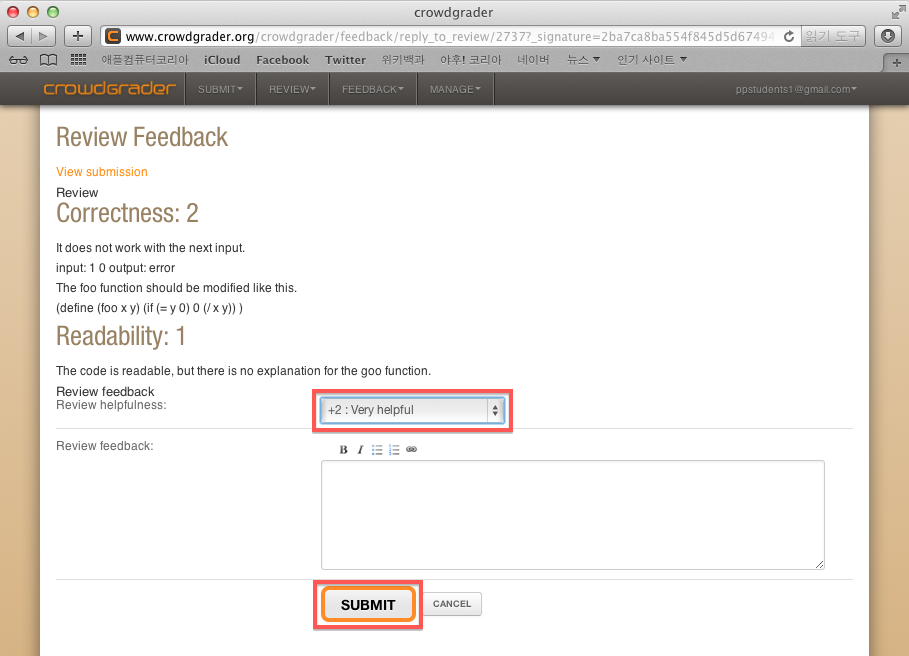 crowdgrader
www.crowdgrader.org/crowdgrader/feedback/reply_to_review/2737?_signature=2ba7ca8ba554f845d5d67494
읽기 도구
애플컴퓨터코리아 iCloud Facebook Twitter 위키백과 야후! 코리아 네이버 뉴스 인기 사이트
crowdgrader SUBMIT REVIEW FEEDBACK MANAGE ppstudents1@gmail.com
Review Feedback
View submission
Review
Correctness: 2
It does not work with the next input.
input: 1 0 output: error
The foo function should be modified like this.
(define (foo x y) (if (= y 0) 0 (/ x y)) )
Readability: 1
The code is readable, but there is no explanation for the goo function.
Review feedback
Review helpfulness: +2 : Very helpful
Review feedback:
B I
SUBMIT CANCEL